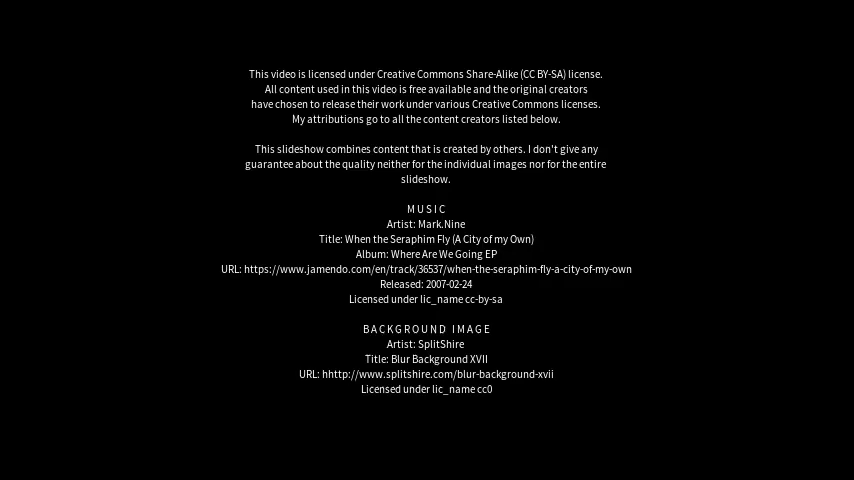 This video is licensed under Creative Commons Share-Alike (CC BY-SA) license.
All content used in this video is free available and the original creators
have chosen to release their work under various Creative Commons licenses.
My attributions go to all the content creators listed below.
This slideshow combines content that is created by others. I don't give any
guarantee about the quality neither for the individual images nor for the entire
slideshow.
MUSIC
Artist: Mark.Nine
Title: When the Seraphim Fly (A City of my Own)
Album: Where Are We Going EP
URL: https://www.jamendo.com/en/track/36537/when-the-seraphim-fly-a-city-of-my-own
Released: 2007-02-24
Licensed under lic_name cc-by-sa
BACKGROUND IMAGE
Artist: SplitShire
Title: Blur Background XVII
URL: hhttp://www.splitshire.com/blur-background-xvii
Licensed under lic_name cc0